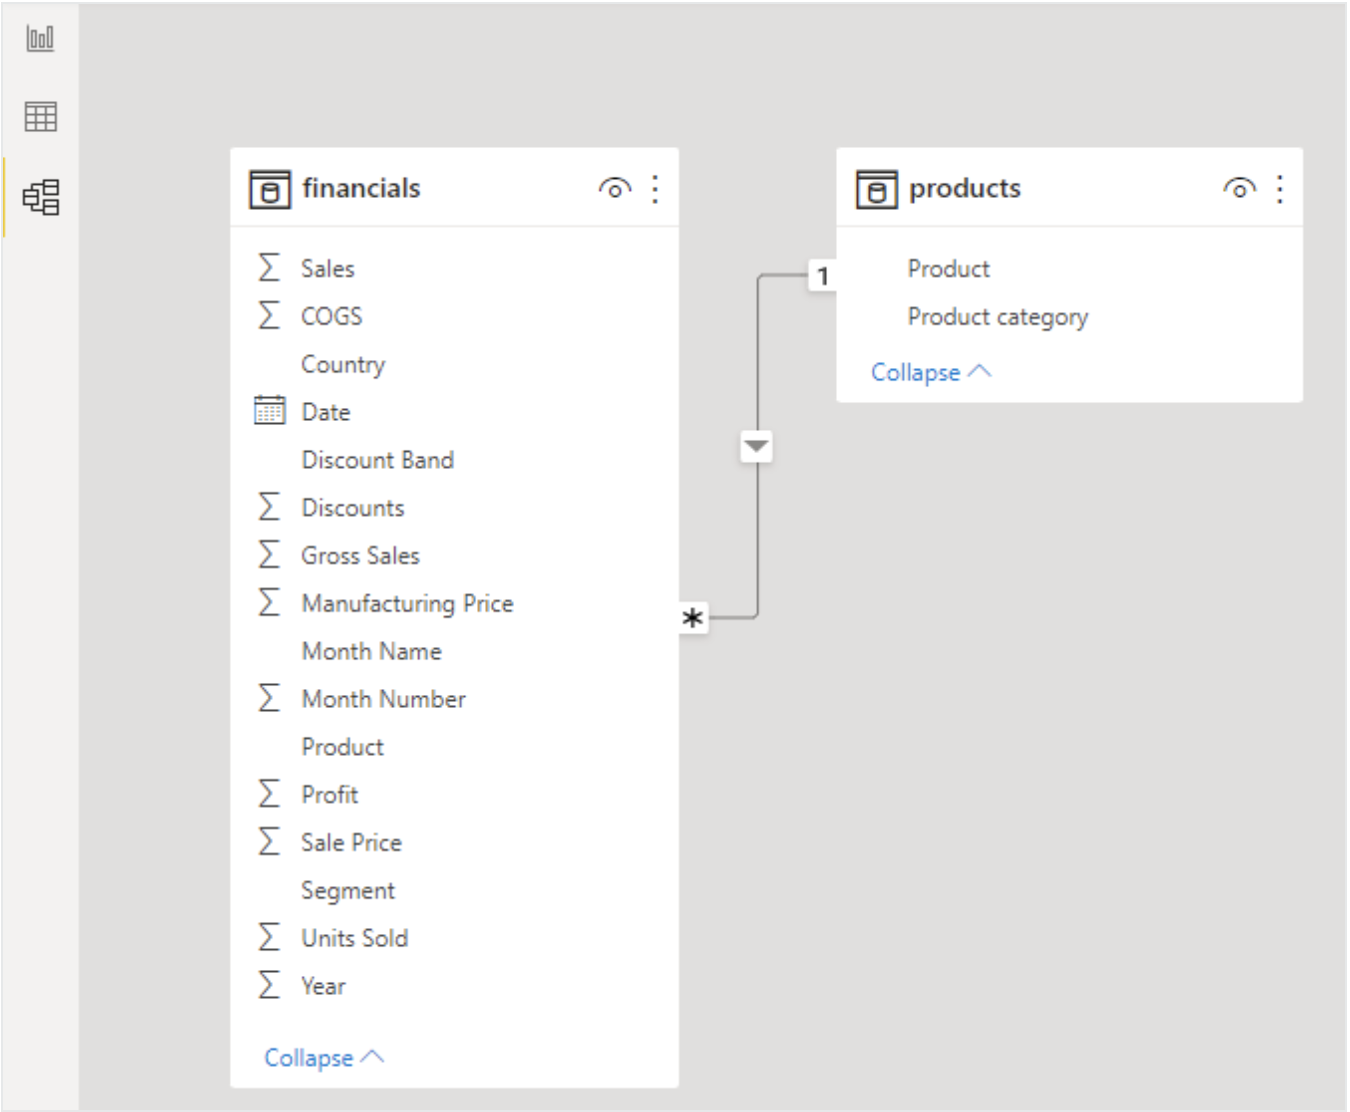 financials
Sales
COGS
Country
Date
Discount Band
Discounts
Gross Sales
Manufacturing Price
Month Name
Month Number
Product
Profit
Sale Price
Segment
Units Sold
Year
Collapse
*
1
products
Product
Product category
Collapse